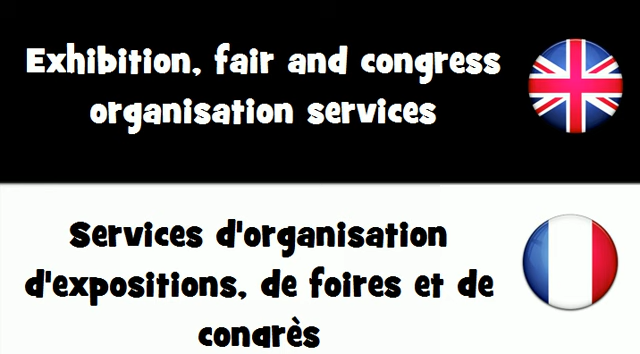 Exhibition, fair and congress
organisation services
Services d'organisation
d'expositions, de foires et de
congrès